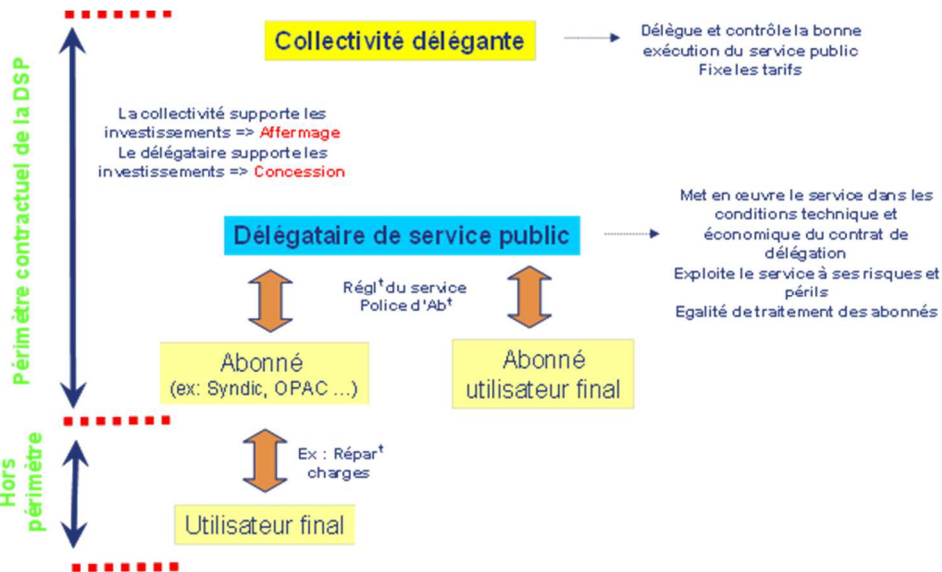 Périmètre contractuel de la DSP
Collectivité délégante
Délègue et contrôle la bonne
exécution du service public
Fixe les tarifs
La collectivité supporte les
investissements => Affermage
Le délégataire supporte les
investissements => Concession
Délégataire de service public
Met en œuvre le service dans les
conditions technique et
économique du contrat de
délégation
Exploite le service à ses risques et
périls
Egalité de traitement des abonnés
Régl† du service
Police d'Ab†
Abonné
(ex: Syndic, OPAC ...)
Abonné
utilisateur final
Hors
périmètre
Ex : Répar†
charges
Utilisateur final